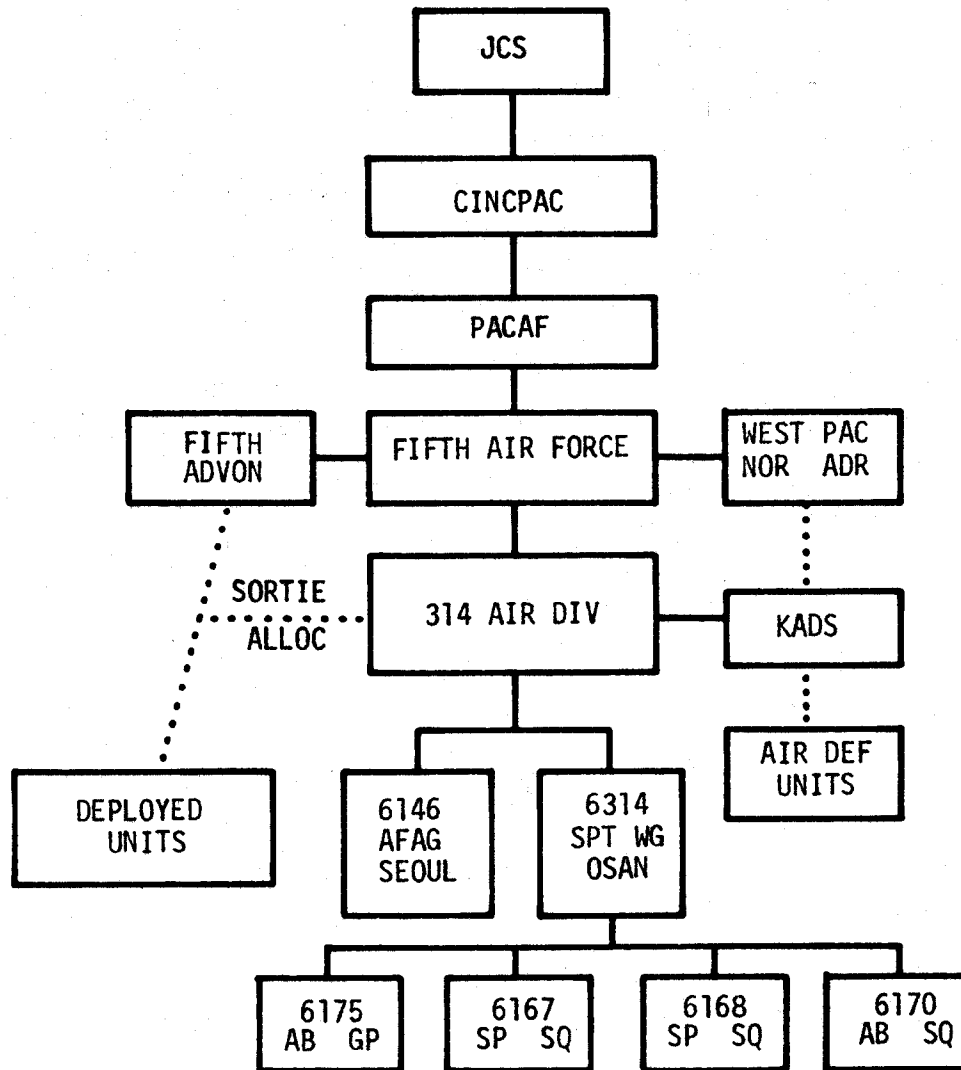 JCS
CINCPAC
PACAF
FIFTH
ADVON
FIFTH AIR FORCE
WEST PAC
NOR ADR
SORTIE
ALLOC
314 AIR DIV
KADS
DEPLOYED
UNITS
6146
AFAG
SEOUL
6314
SPT WG
OSAN
AIR DEF
UNITS
6175
AB GP
6167
SP SQ
6168
SP SQ
6170
AB SQ